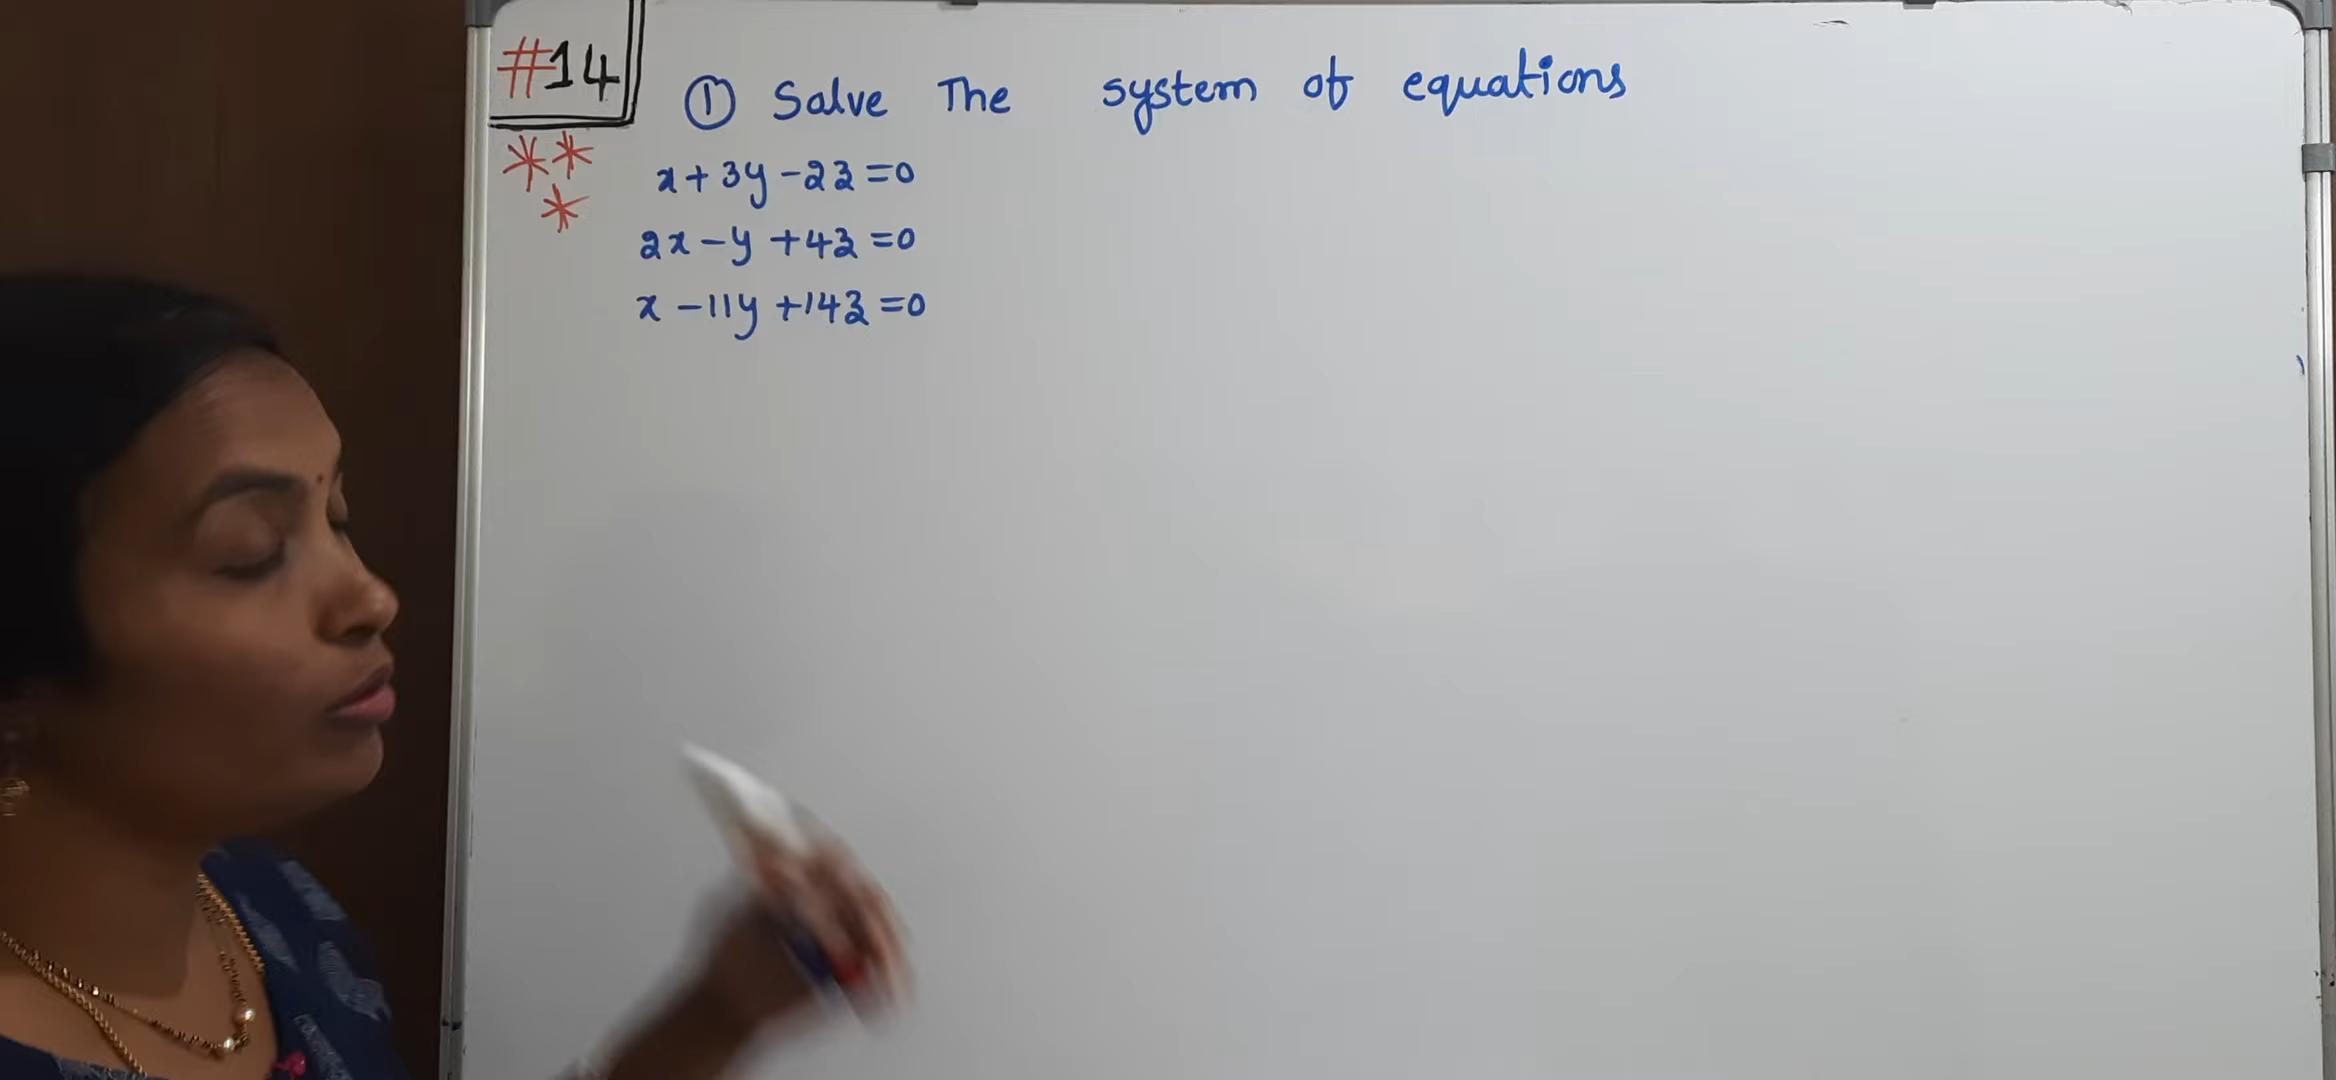 #14
① Solve The system of equations
***
x + 3y - 2z = 0
2x - y + 4z = 0
x - 11y + 14z = 0